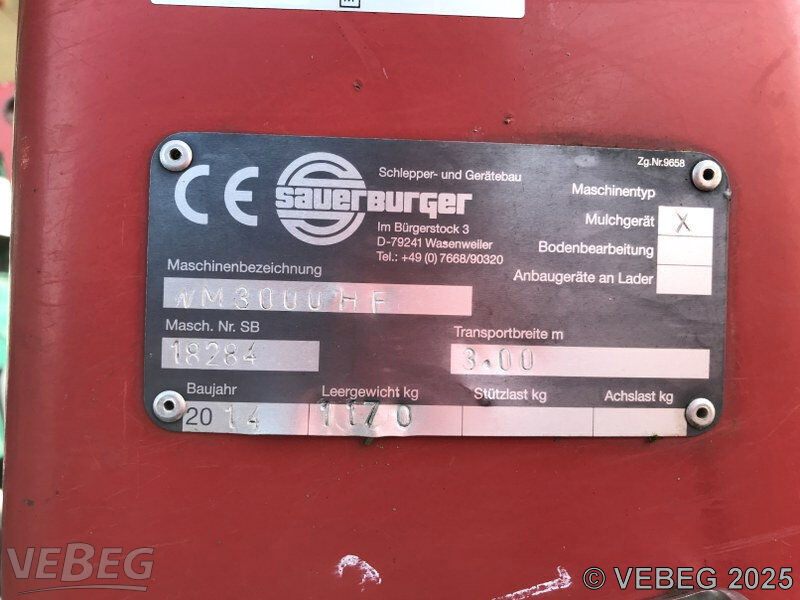 Zg.Nr.9658
CE
Schlepper- und Gerätebau
sauerburger
Im Bürgerstock 3
D-79241 Wasenweiler
Tel.: +49 (0) 7668/90320
Maschinentyp
Mulchgerät X
Bodenbearbeitung
Anbaugeräte an Lader
Maschinenbezeichnung
WM3000HF
Masch. Nr. SB
18284
Transportbreite m
3.00
Baujahr
2014
Leergewicht kg
1170
Stützlast kg
Achslast kg
VEBEG
© VEBEG 2025